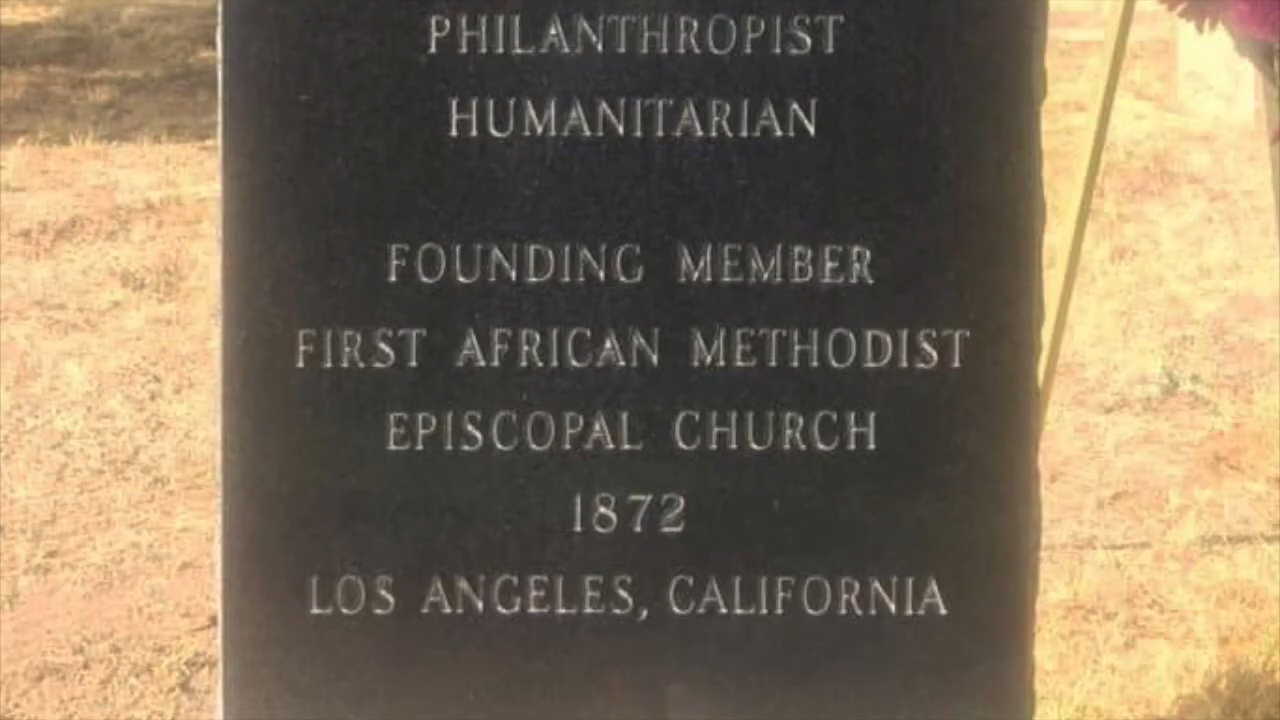 PHILANTHROPIST
HUMANITARIAN
FOUNDING MEMBER
FIRST AFRICAN METHODIST
EPISCOPAL CHURCH
1872
LOS ANGELES, CALIFORNIA